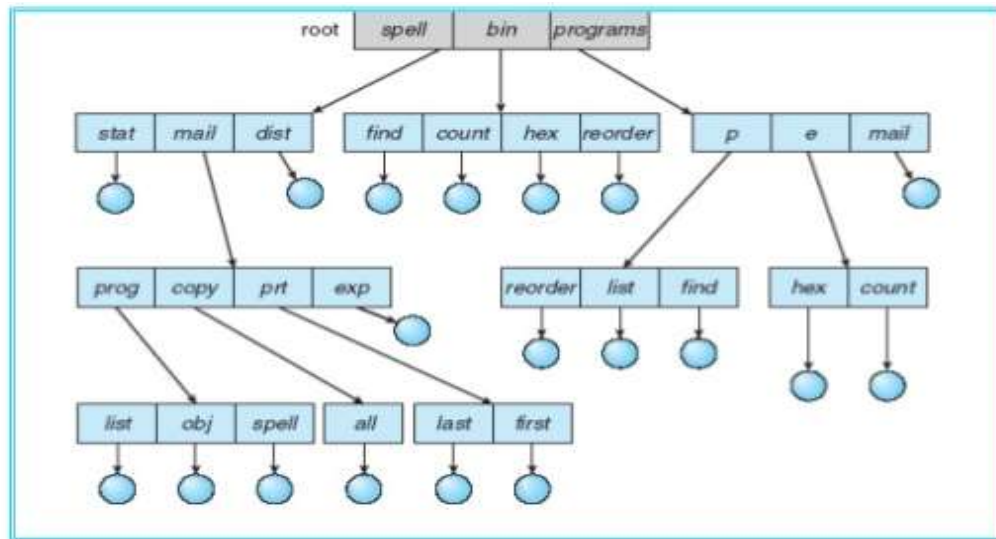 root spell bin programs
stat mail dist find count hex reorder p e mail
prog copy prt exp reorder list find hex count
list obj spell all last first